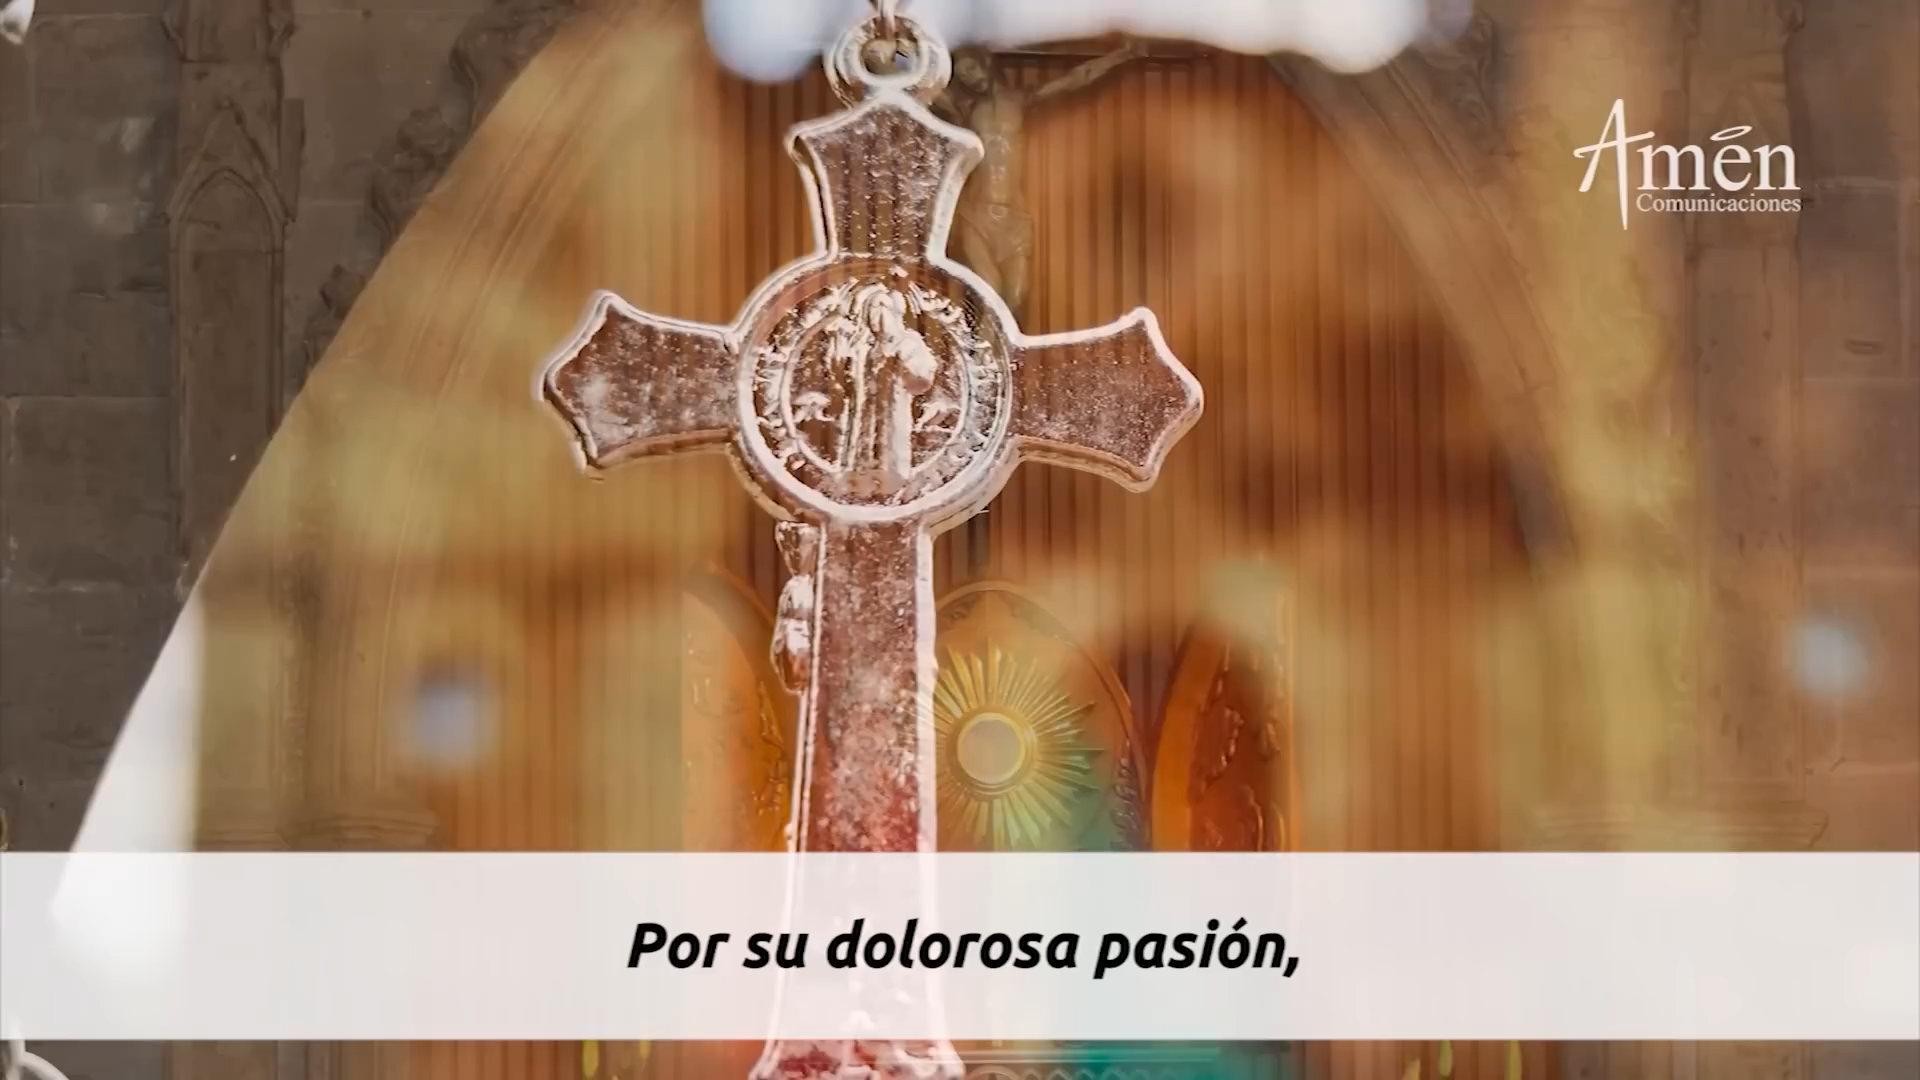 Amén
Comunicaciones
Por su dolorosa pasión,